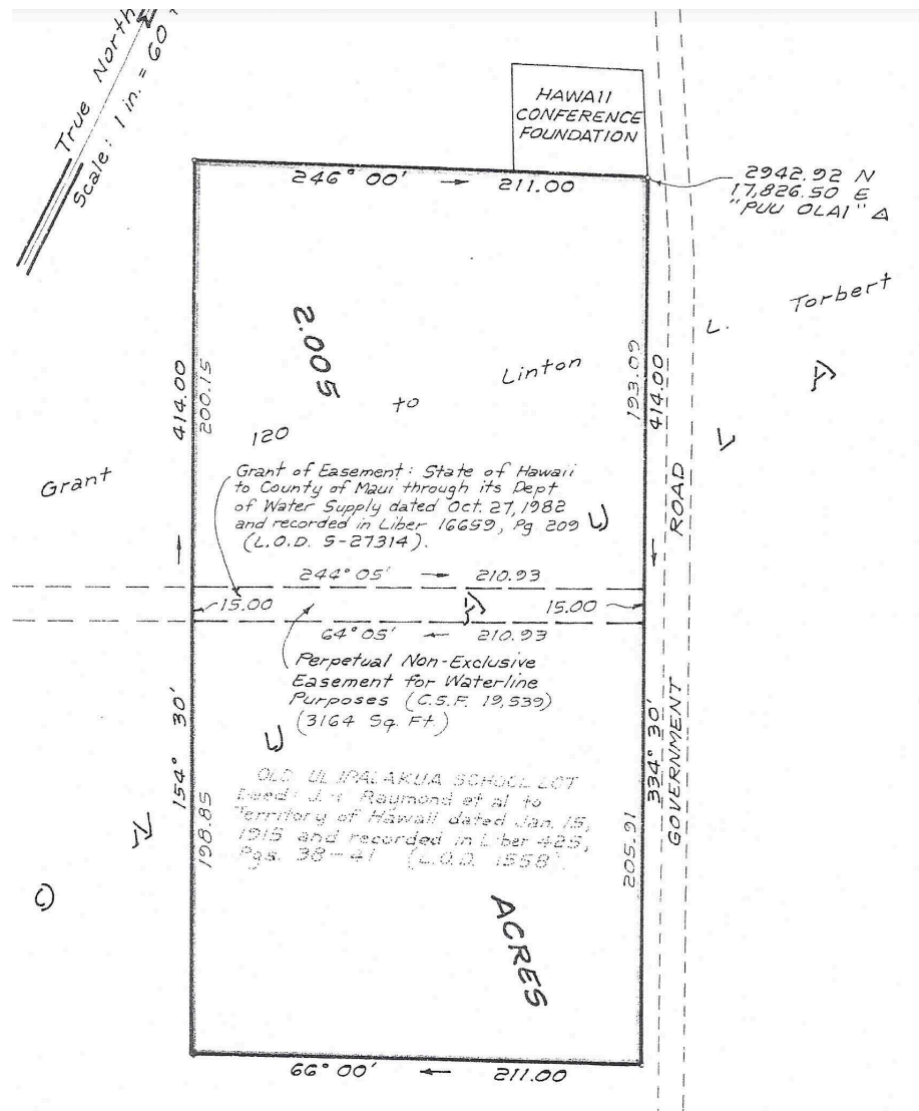 True North
Scale: 1 in. = 60
HAWAII
CONFERENCE
FOUNDATION
246° 00' → 211.00
2942.92 N
17,826.50 E
"PUU OLAI" Δ
L. Torbert
2.005
Linton
to
120
Grant
414.00
200.15
193.09
414.00
Grant of Easement: State of Hawaii
to County of Maui through its Dept
of Water Supply dated Oct. 27, 1982
and recorded in Liber 16659, Pg 209
(L.O.D. S-27314).
ROAD
244° 05' → 210.93
15.00
15.00
64° 05' ← 210.93
Perpetual Non-Exclusive
Easement for Waterline
Purposes (C.S.F. 19,539)
(3164 Sq. Ft.)
154° 30'
334° 30'
GOVERNMENT
OLD ULUPALAKUA SCHOOL LOT
Deed: Raymond et al to
Territory of Hawaii dated Jan. 15,
1915 and recorded in Liber 425,
Pgs. 38-41 (L.O.D. 1558).
198.85
205.91
ACRES
66° 00' ← 211.00